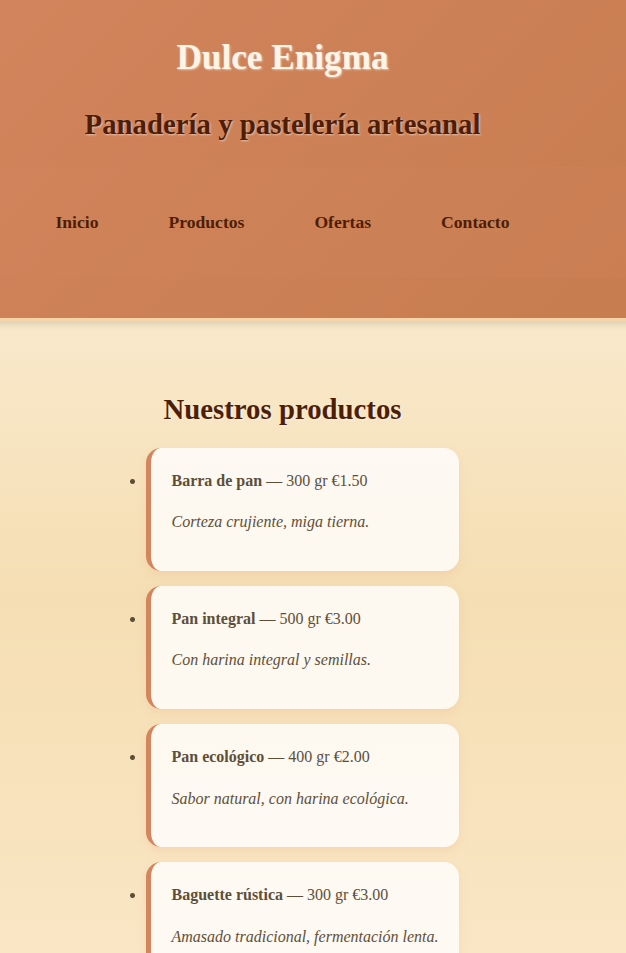 Dulce Enigma
Panadería y pastelería artesanal
Inicio Productos Ofertas Contacto
Nuestros productos
Barra de pan — 300 gr €1.50
Corteza crujiente, miga tierna.
Pan integral — 500 gr €3.00
Con harina integral y semillas.
Pan ecológico — 400 gr €2.00
Sabor natural, con harina ecológica.
Baguette rústica — 300 gr €3.00
Amasado tradicional, fermentación lenta.